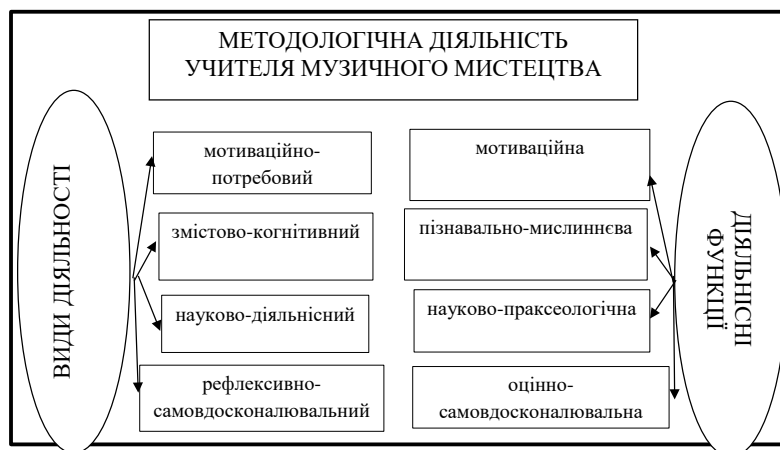 МЕТОДОЛОГІЧНА ДІЯЛЬНІСТЬ
УЧИТЕЛЯ МУЗИЧНОГО МИСТЕЦТВА
ВИДИ ДІЯЛЬНОСТІ
мотиваційно-
потребовий
змістово-когнітивний
науково-діяльнісний
рефлексивно-
самовдосконалювальний
мотиваційна
пізнавально-мислиннєва
науково-праксеологічна
оцінно-
самовдосконалювальна
ДІЯЛЬНІСНІ
ФУНКЦІЇ